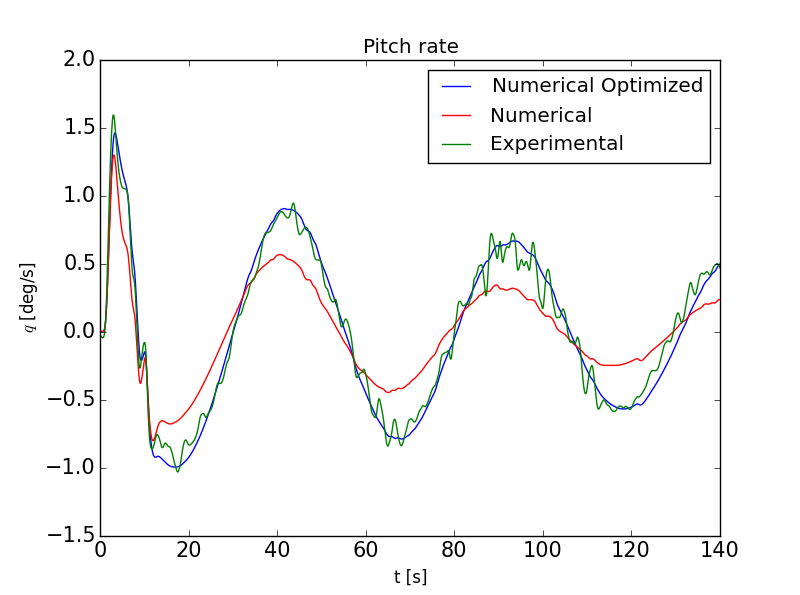 Pitch rate
Numerical Optimized
Numerical
Experimental
2.0
1.5
1.0
0.5
0.0
−0.5
−1.0
−1.5
q [deg/s]
0 20 40 60 80 100 120 140
t [s]